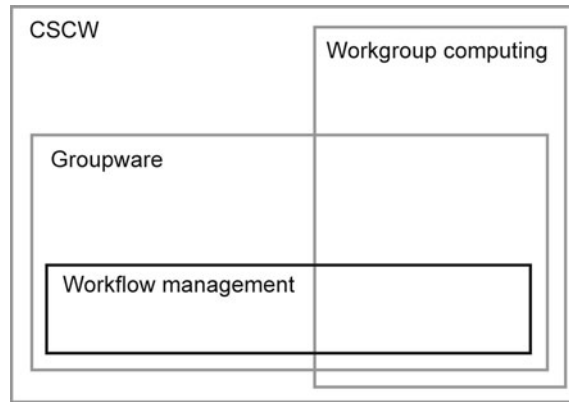 CSCW
Workgroup computing
Groupware
Workflow management